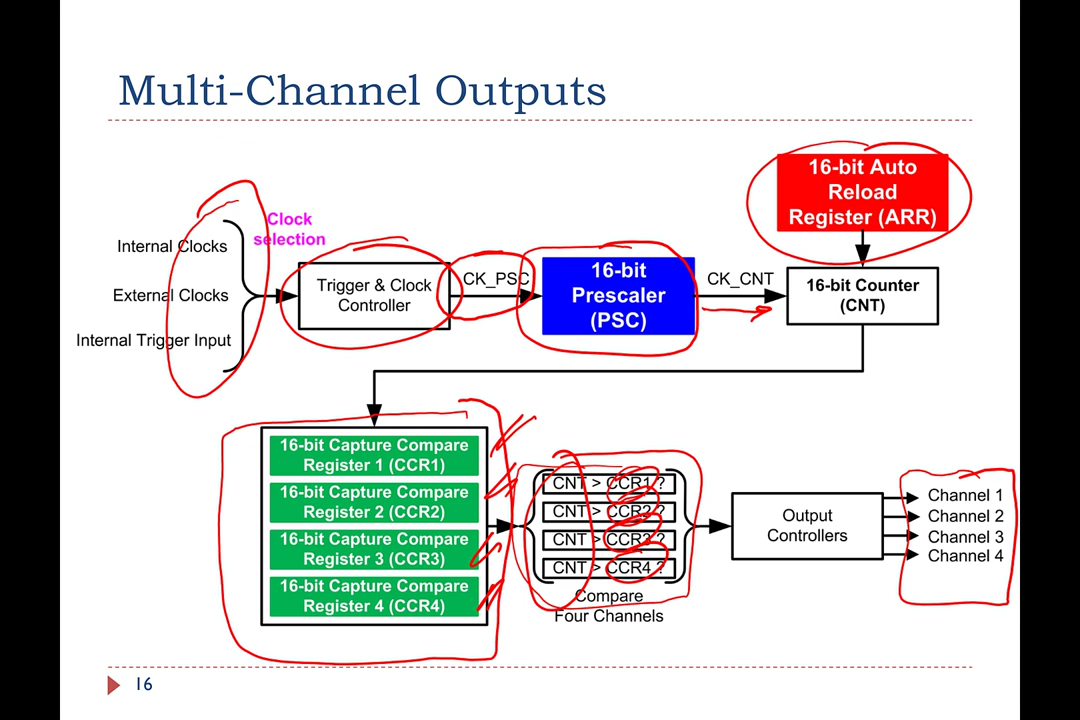 Multi-Channel Outputs
16-bit Auto
Reload
Register (ARR)
Clock
selection
Internal Clocks
External Clocks
Internal Trigger Input
Trigger & Clock
Controller
CK_PSC
16-bit
Prescaler
(PSC)
CK_CNT
16-bit Counter
(CNT)
16-bit Capture Compare
Register 1 (CCR1)
16-bit Capture Compare
Register 2 (CCR2)
16-bit Capture Compare
Register 3 (CCR3)
16-bit Capture Compare
Register 4 (CCR4)
CNT > CCR1 ?
CNT > CCR2 ?
CNT > CCR3 ?
CNT > CCR4 ?
Compare
Four Channels
Output
Controllers
Channel 1
Channel 2
Channel 3
Channel 4
16